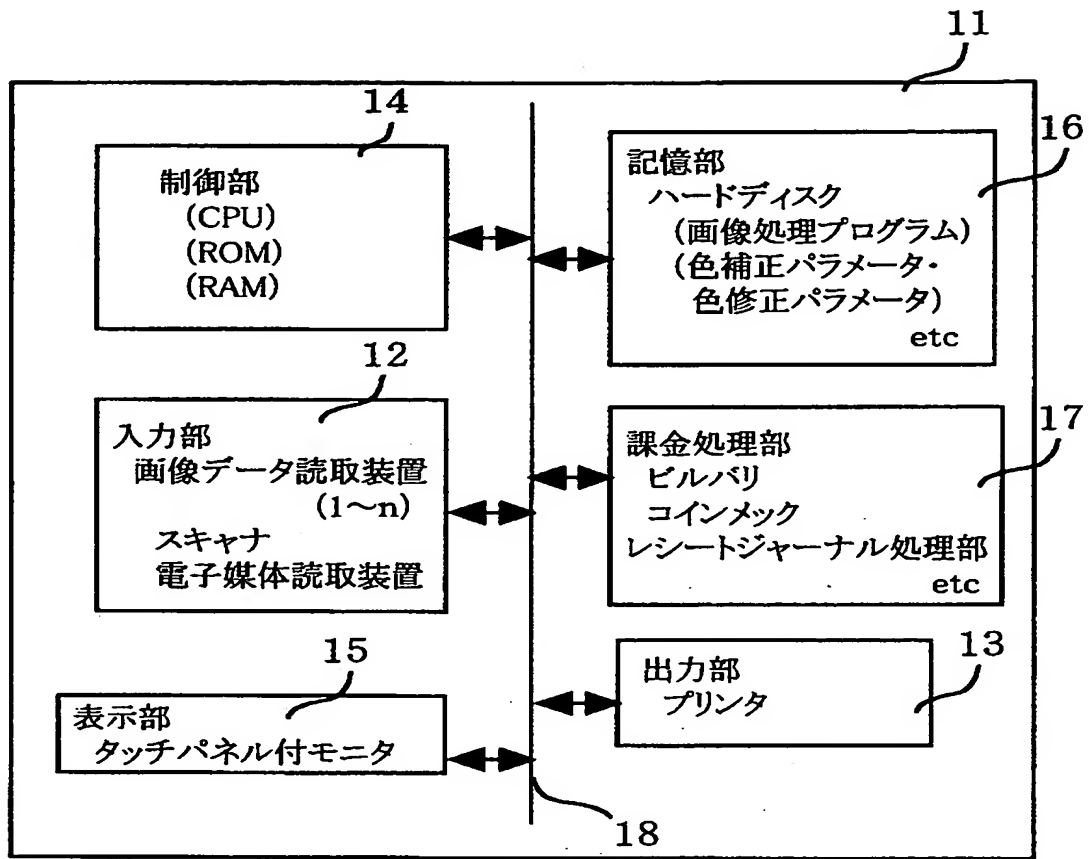 11
14
制御部
(CPU)
(ROM)
(RAM)
16
記憶部
ハードディスク
(画像処理プログラム)
(色補正パラメータ・
色修正パラメータ)
etc
12
入力部
画像データ読取装置
(1～n)
スキャナ
電子媒体読取装置
17
課金処理部
ビルバリ
コインメック
レシートジャーナル処理部
etc
15
表示部
タッチパネル付モニタ
13
出力部
プリンタ
18